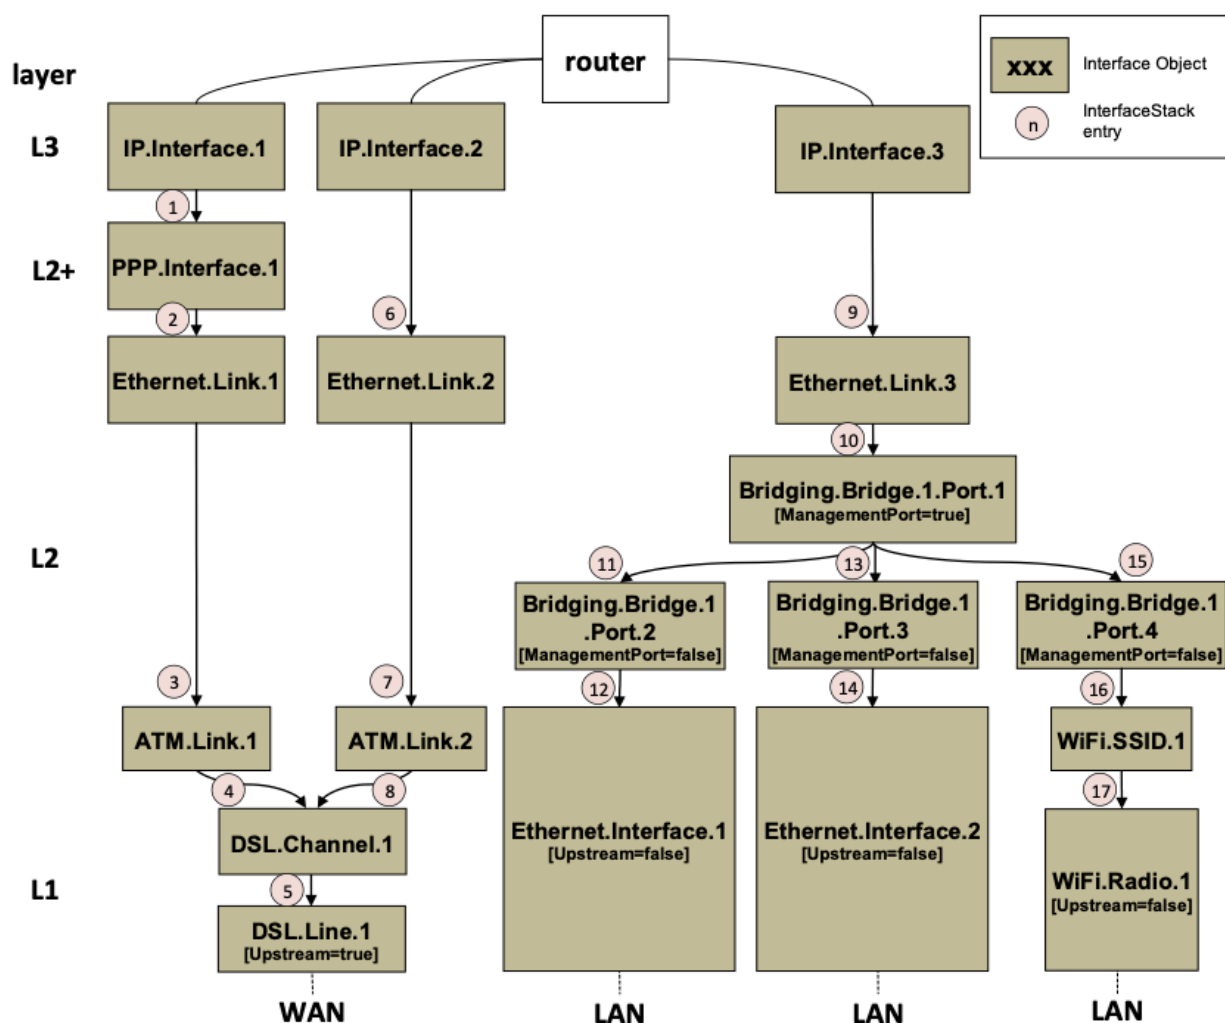 router
layer
xxx
Interface Object
n
InterfaceStack
entry
L3
IP.Interface.1
IP.Interface.2
IP.Interface.3
1
L2+
PPP.Interface.1
2
6
9
Ethernet.Link.1
Ethernet.Link.2
Ethernet.Link.3
10
Bridging.Bridge.1.Port.1
[ManagementPort=true]
L2
11
13
15
Bridging.Bridge.1
.Port.2
[ManagementPort=false]
Bridging.Bridge.1
.Port.3
[ManagementPort=false]
Bridging.Bridge.1
.Port.4
[ManagementPort=false]
3
7
12
14
16
ATM.Link.1
ATM.Link.2
WiFi.SSID.1
4
8
17
DSL.Channel.1
Ethernet.Interface.1
[Upstream=false]
Ethernet.Interface.2
[Upstream=false]
L1
5
WiFi.Radio.1
[Upstream=false]
DSL.Line.1
[Upstream=true]
WAN
LAN
LAN
LAN